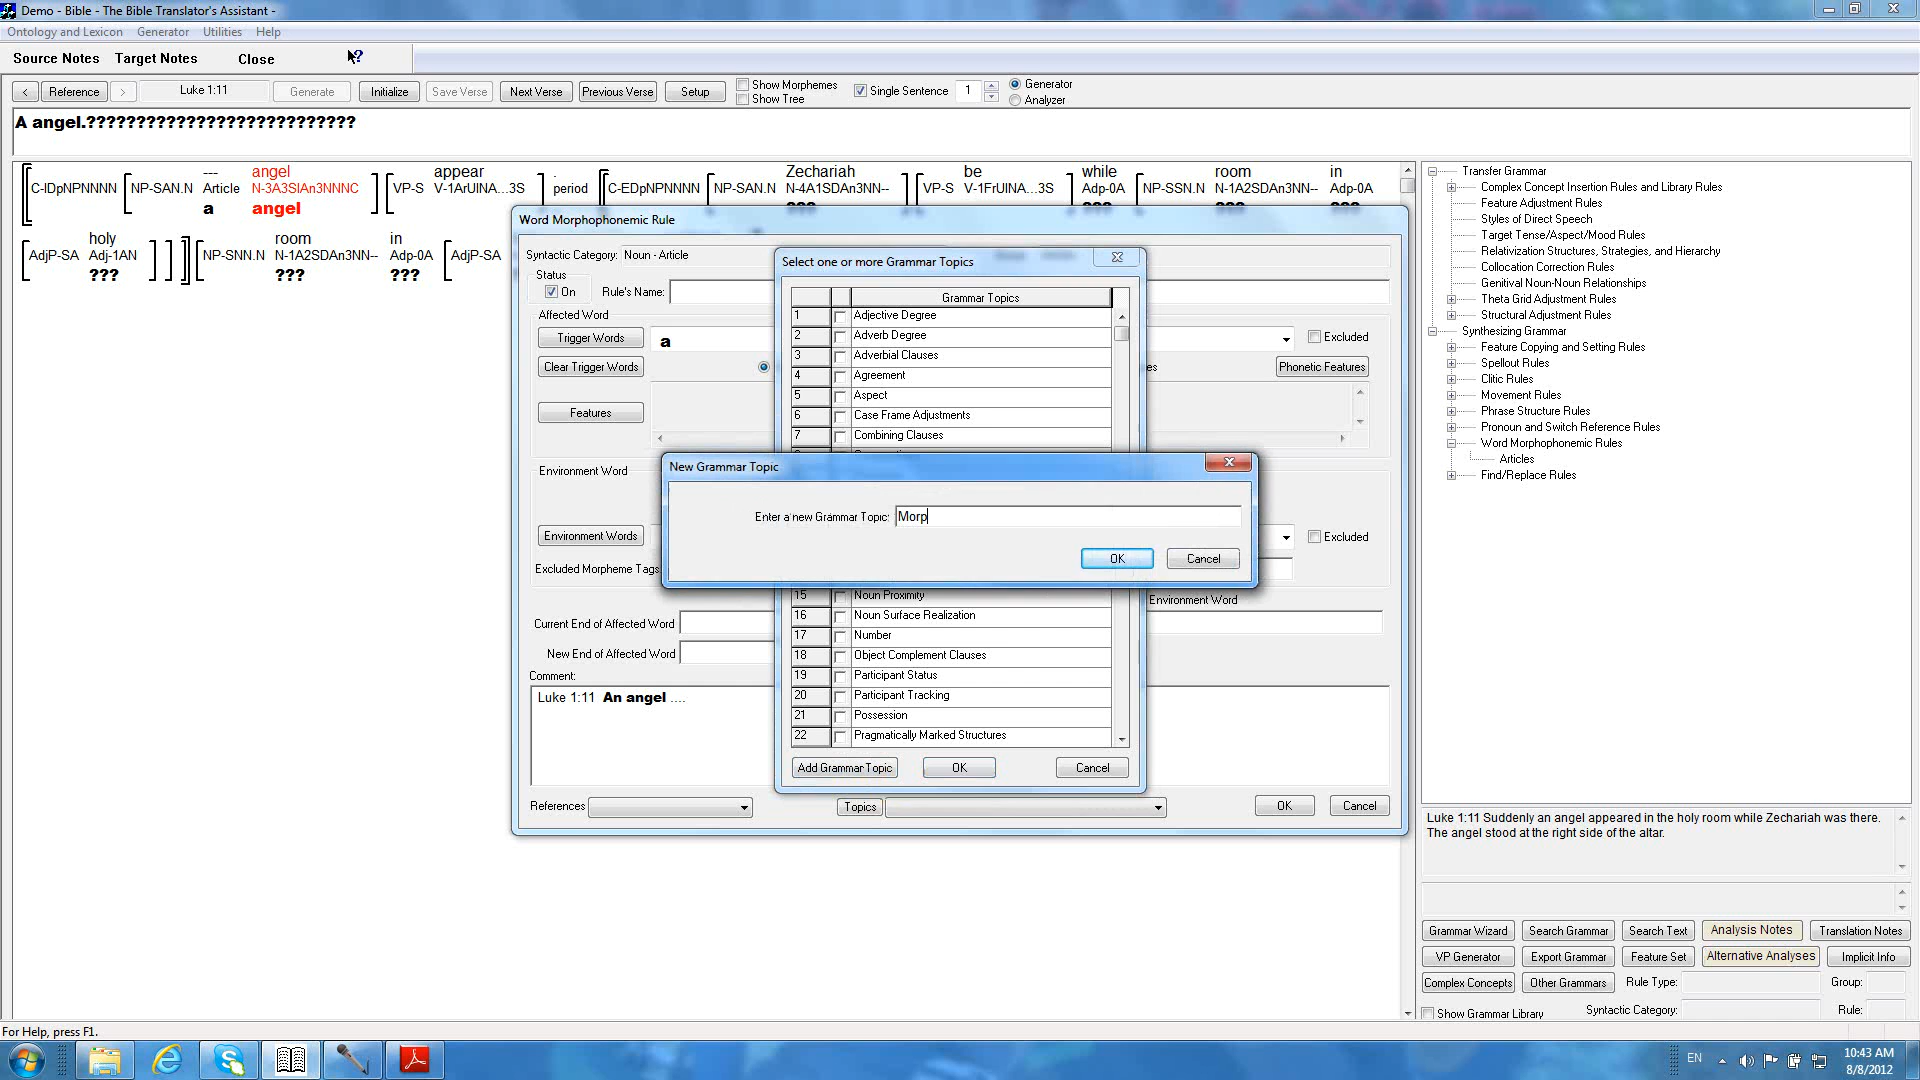 Demo - Bible - The Bible Translator's Assistant -
Ontology and Lexicon Generator Utilities Help
Source Notes Target Notes Close ?
< Reference > Luke 1:11 Generate Initialize Save Verse Next Verse Previous Verse Setup Show Morphemes Show Tree Single Sentence 1 Generator Analyzer
A angel.???????????????????????????
--- angel appear . Zechariah be while room in
C-IDpNPNNNN NP-SAN.N Article N-3A3SIAn3NNNC VP-S V-1ArUINA...3S period C-EDpNPNNNN NP-SAN.N N-4A1SDAn3NN-- VP-S V-1FrUINA...3S Adp-0A NP-SSN.N N-1A2SDAn3NN-- Adp-0A
a angel ??? ??? ??? ??? ???
holy room in
AdjP-SA Adj-1AN NP-SNN.N N-1A2SDAn3NN-- Adp-0A AdjP-SA
??? ??? ???
Word Morphophonemic Rule
Syntactic Category: Noun - Article
Status
On Rule's Name:
Affected Word
Trigger Words a Excluded
Clear Trigger Words es Phonetic Features
Features
Environment Word
Environment Words Excluded
Excluded Morpheme Tags
Environment Word
Current End of Affected Word
New End of Affected Word
Comment:
Luke 1:11 An angel ....
References Topics OK Cancel
Select one or more Grammar Topics
Grammar Topics
1 Adjective Degree
2 Adverb Degree
3 Adverbial Clauses
4 Agreement
5 Aspect
6 Case Frame Adjustments
7 Combining Clauses
15 Noun Proximity
16 Noun Surface Realization
17 Number
18 Object Complement Clauses
19 Participant Status
20 Participant Tracking
21 Possession
22 Pragmatically Marked Structures
Add Grammar Topic OK Cancel
New Grammar Topic
Enter a new Grammar Topic: Morp
OK Cancel
Transfer Grammar
Complex Concept Insertion Rules and Library Rules
Feature Adjustment Rules
Styles of Direct Speech
Target Tense/Aspect/Mood Rules
Relativization Structures, Strategies, and Hierarchy
Collocation Correction Rules
Genitival Noun-Noun Relationships
Theta Grid Adjustment Rules
Structural Adjustment Rules
Synthesizing Grammar
Feature Copying and Setting Rules
Spellout Rules
Clitic Rules
Movement Rules
Phrase Structure Rules
Pronoun and Switch Reference Rules
Word Morphophonemic Rules
Articles
Find/Replace Rules
Luke 1:11 Suddenly an angel appeared in the holy room while Zechariah was there.
The angel stood at the right side of the altar.
Grammar Wizard Search Grammar Search Text Analysis Notes Translation Notes
VP Generator Export Grammar Feature Set Alternative Analyses Implicit Info
Complex Concepts Other Grammars Rule Type: Group:
Show Grammar Library Syntactic Category: Rule:
For Help, press F1.
EN 10:43 AM
8/8/2012